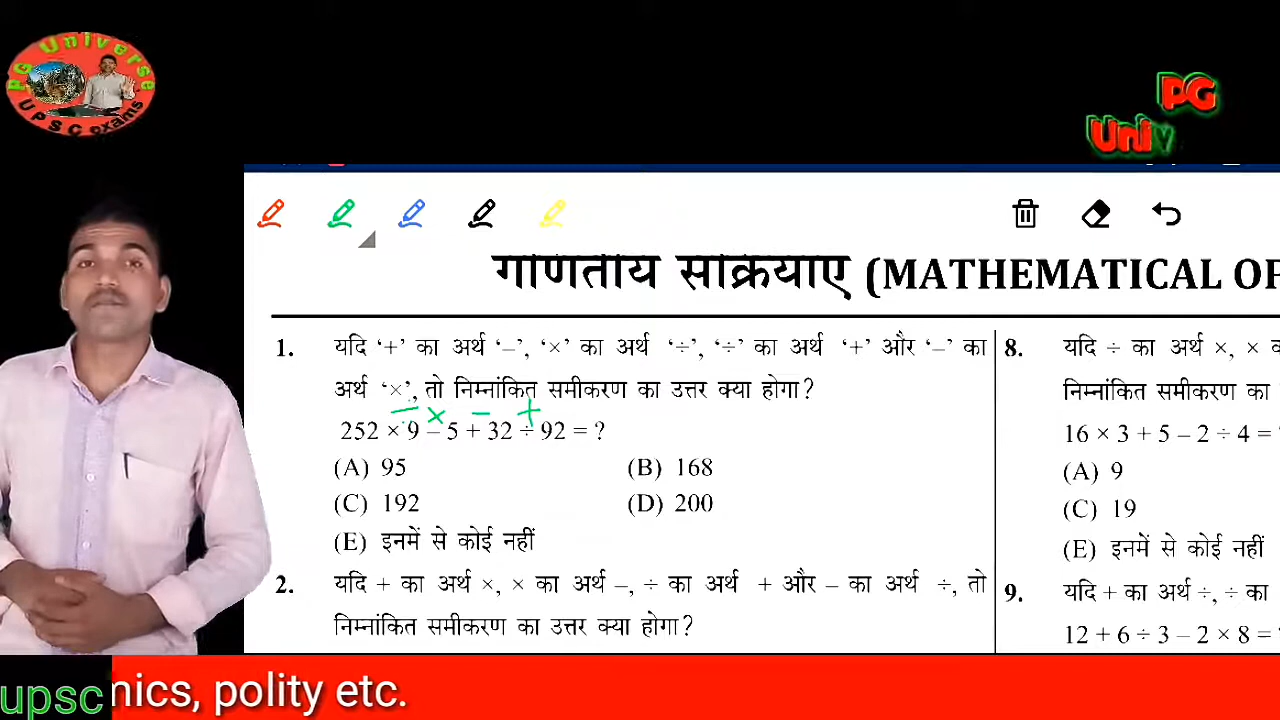 PG Universe
UPSC exams
PG
Univ
(MATHEMATICAL OF
1. यदि ‘+’ का अर्थ ‘–’, ‘×’ का अर्थ ‘÷’, ‘÷’ का अर्थ ‘+’ और ‘–’ का
अर्थ ‘×’, तो निम्नांकित समीकरण का उत्तर क्या होगा?
÷ × – +
252 × 9 – 5 + 32 ÷ 92 = ?
(A) 95 (B) 168
(C) 192 (D) 200
(E) इनमें से कोई नहीं
2. यदि + का अर्थ ×, × का अर्थ –, ÷ का अर्थ + और – का अर्थ ÷, तो
निम्नांकित समीकरण का उत्तर क्या होगा?
8. यदि ÷ का अर्थ ×, × क
निम्नांकित समीकरण का
16 × 3 + 5 – 2 ÷ 4 =
(A) 9
(C) 19
(E) इनमें से कोई नहीं
9. यदि + का अर्थ ÷, ÷ का
12 + 6 ÷ 3 – 2 × 8 =
upsc nics, polity etc.